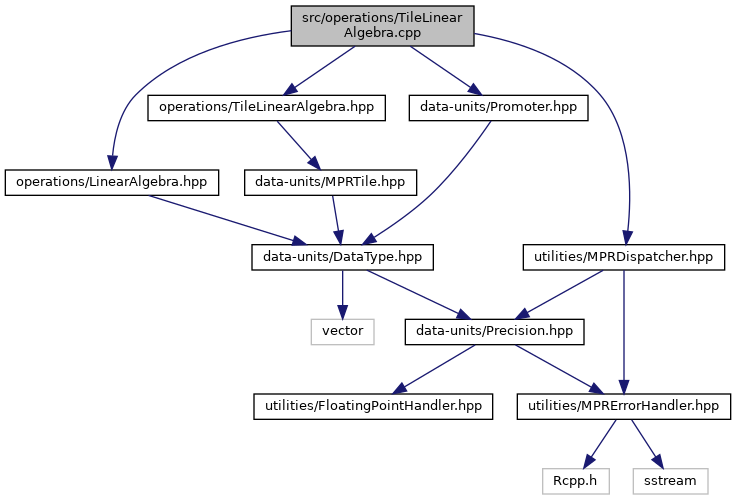 src/operations/TileLinear
Algebra.cpp
operations/TileLinearAlgebra.hpp
data-units/Promoter.hpp
operations/LinearAlgebra.hpp
data-units/MPRTile.hpp
data-units/DataType.hpp
utilities/MPRDispatcher.hpp
vector
data-units/Precision.hpp
utilities/FloatingPointHandler.hpp
utilities/MPRErrorHandler.hpp
Rcpp.h
sstream